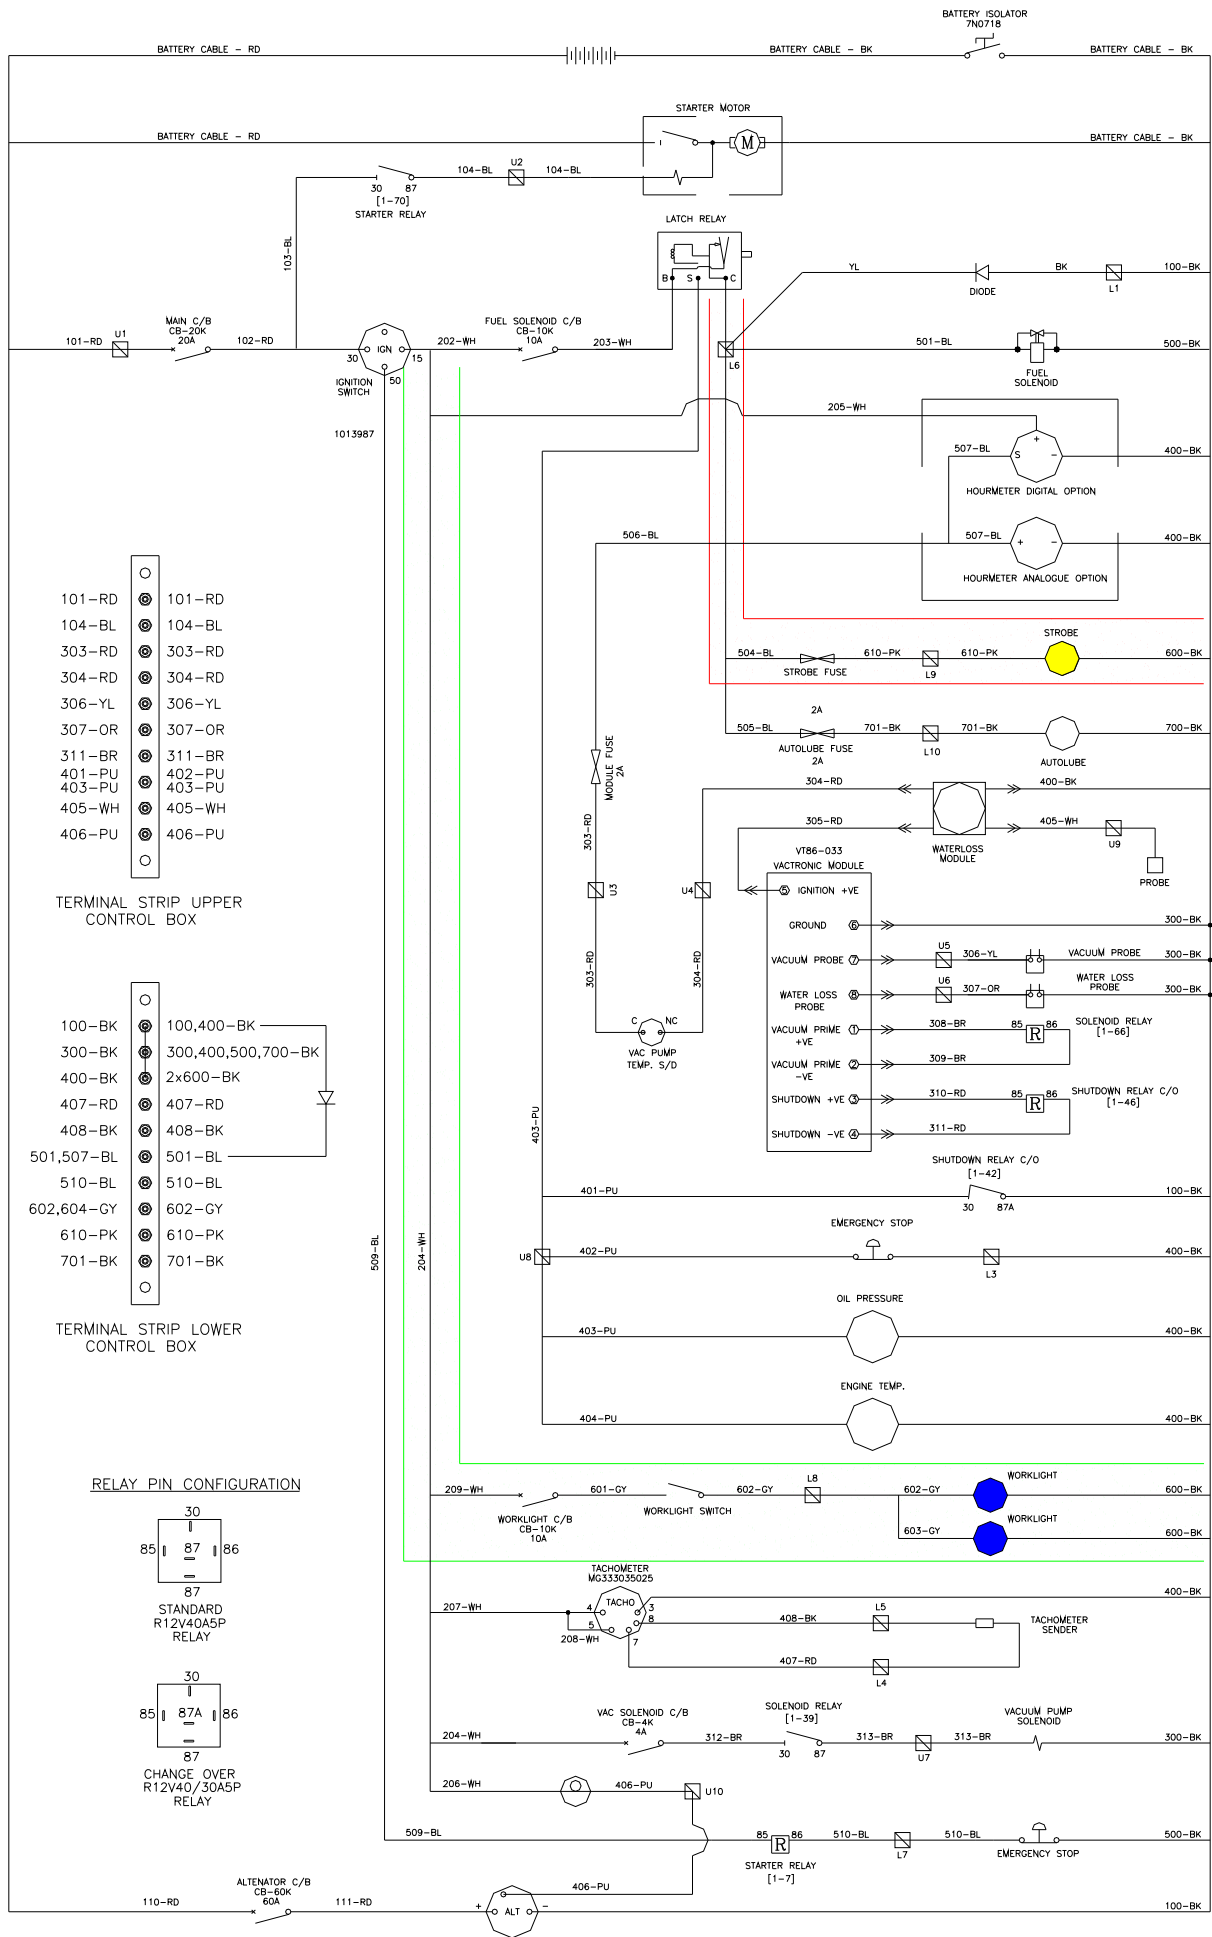 BATTERY ISOLATOR
7N0718
BATTERY CABLE - RD
BATTERY CABLE - BK
BATTERY CABLE - BK
STARTER MOTOR
BATTERY CABLE - RD
M
BATTERY CABLE - BK
104-BL
U2
104-BL
30 87
[1-70]
STARTER RELAY
103-BL
LATCH RELAY
B S C
YL
DIODE
BK
L1
100-BK
101-RD
U1
MAIN C/B
CB-20K
20A
102-RD
30
IGN
15
50
IGNITION
SWITCH
1013987
202-WH
FUEL SOLENOID C/B
CB-10K
10A
203-WH
L6
501-BL
FUEL
SOLENOID
500-BK
205-WH
507-BL
S + -
400-BK
HOURMETER DIGITAL OPTION
506-BL
507-BL
+ -
400-BK
HOURMETER ANALOGUE OPTION
STROBE
504-BL
STROBE FUSE
610-PK
L9
610-PK
600-BK
2A
505-BL
AUTOLUBE FUSE
2A
701-BK
L10
701-BK
AUTOLUBE
700-BK
MODULE FUSE
2A
303-RD
U3
303-RD
304-RD
400-BK
305-RD
WATERLOSS
MODULE
405-WH
U9
PROBE
U4
304-RD
C NC
VAC PUMP
TEMP. S/D
VT86-033
VACTRONIC MODULE
5 IGNITION +VE
GROUND 6
300-BK
VACUUM PROBE 7
U5
306-YL
VACUUM PROBE
300-BK
WATER LOSS
PROBE
8
U6
307-OR
WATER LOSS
PROBE
300-BK
VACUUM PRIME
+VE
1
308-BR
85 R 86
SOLENOID RELAY
[1-66]
VACUUM PRIME
-VE
2
309-BR
SHUTDOWN +VE 3
310-RD
85 R 86
SHUTDOWN RELAY C/O
[1-46]
SHUTDOWN -VE 4
311-RD
403-PU
401-PU
SHUTDOWN RELAY C/O
[1-42]
30 87A
100-BK
U8
402-PU
EMERGENCY STOP
L3
400-BK
OIL PRESSURE
403-PU
400-BK
ENGINE TEMP.
404-PU
400-BK
509-BL
204-WH
209-WH
WORKLIGHT C/B
CB-10K
10A
601-GY
WORKLIGHT SWITCH
602-GY
L8
602-GY
WORKLIGHT
600-BK
603-GY
WORKLIGHT
600-BK
TACHOMETER
MG333035025
TACHO
207-WH
4 3
5 8
7
208-WH
400-BK
408-BK
L5
TACHOMETER
SENDER
407-RD
L4
204-WH
VAC SOLENOID C/B
CB-4K
4A
312-BR
SOLENOID RELAY
[1-39]
30 87
313-BR
U7
313-BR
VACUUM PUMP
SOLENOID
300-BK
206-WH
406-PU
U10
509-BL
85 R 86
STARTER RELAY
[1-7]
510-BL
L7
510-BL
EMERGENCY STOP
500-BK
406-PU
110-RD
ALTENATOR C/B
CB-60K
60A
111-RD
+ ALT -
100-BK
101-RD 101-RD
104-BL 104-BL
303-RD 303-RD
304-RD 304-RD
306-YL 306-YL
307-OR 307-OR
311-BR 311-BR
401-PU 402-PU
403-PU 403-PU
405-WH 405-WH
406-PU 406-PU
TERMINAL STRIP UPPER
CONTROL BOX
100-BK 100,400-BK
300-BK 300,400,500,700-BK
400-BK 2x600-BK
407-RD 407-RD
408-BK 408-BK
501,507-BL 501-BL
510-BL 510-BL
602,604-GY 602-GY
610-PK 610-PK
701-BK 701-BK
TERMINAL STRIP LOWER
CONTROL BOX
RELAY PIN CONFIGURATION
30
85 87 86
87
STANDARD
R12V40A5P
RELAY
30
85 87A 86
87
CHANGE OVER
R12V40/30A5P
RELAY